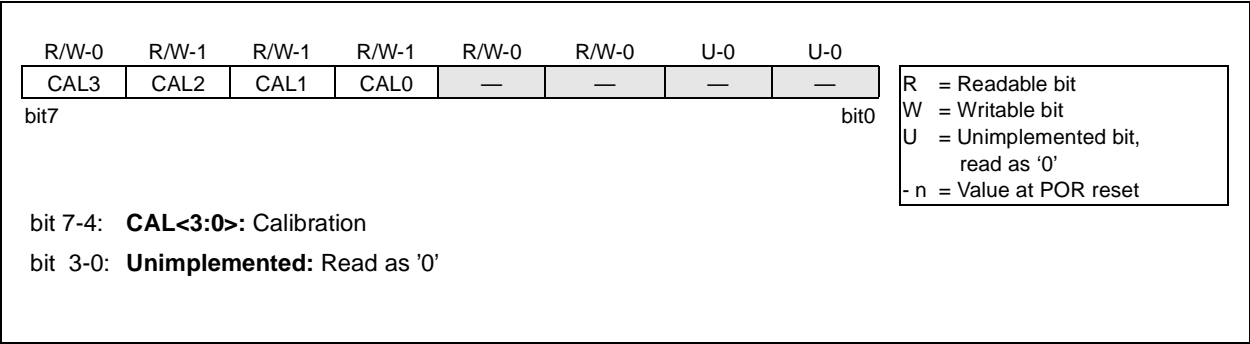 R/W-0 R/W-1 R/W-1 R/W-1 R/W-0 R/W-0 U-0 U-0
CAL3 CAL2 CAL1 CAL0 — — — —
bit7 bit0
R = Readable bit
W = Writable bit
U = Unimplemented bit,
read as ‘0’
- n = Value at POR reset
bit 7-4: CAL<3:0>: Calibration
bit 3-0: Unimplemented: Read as ’0’